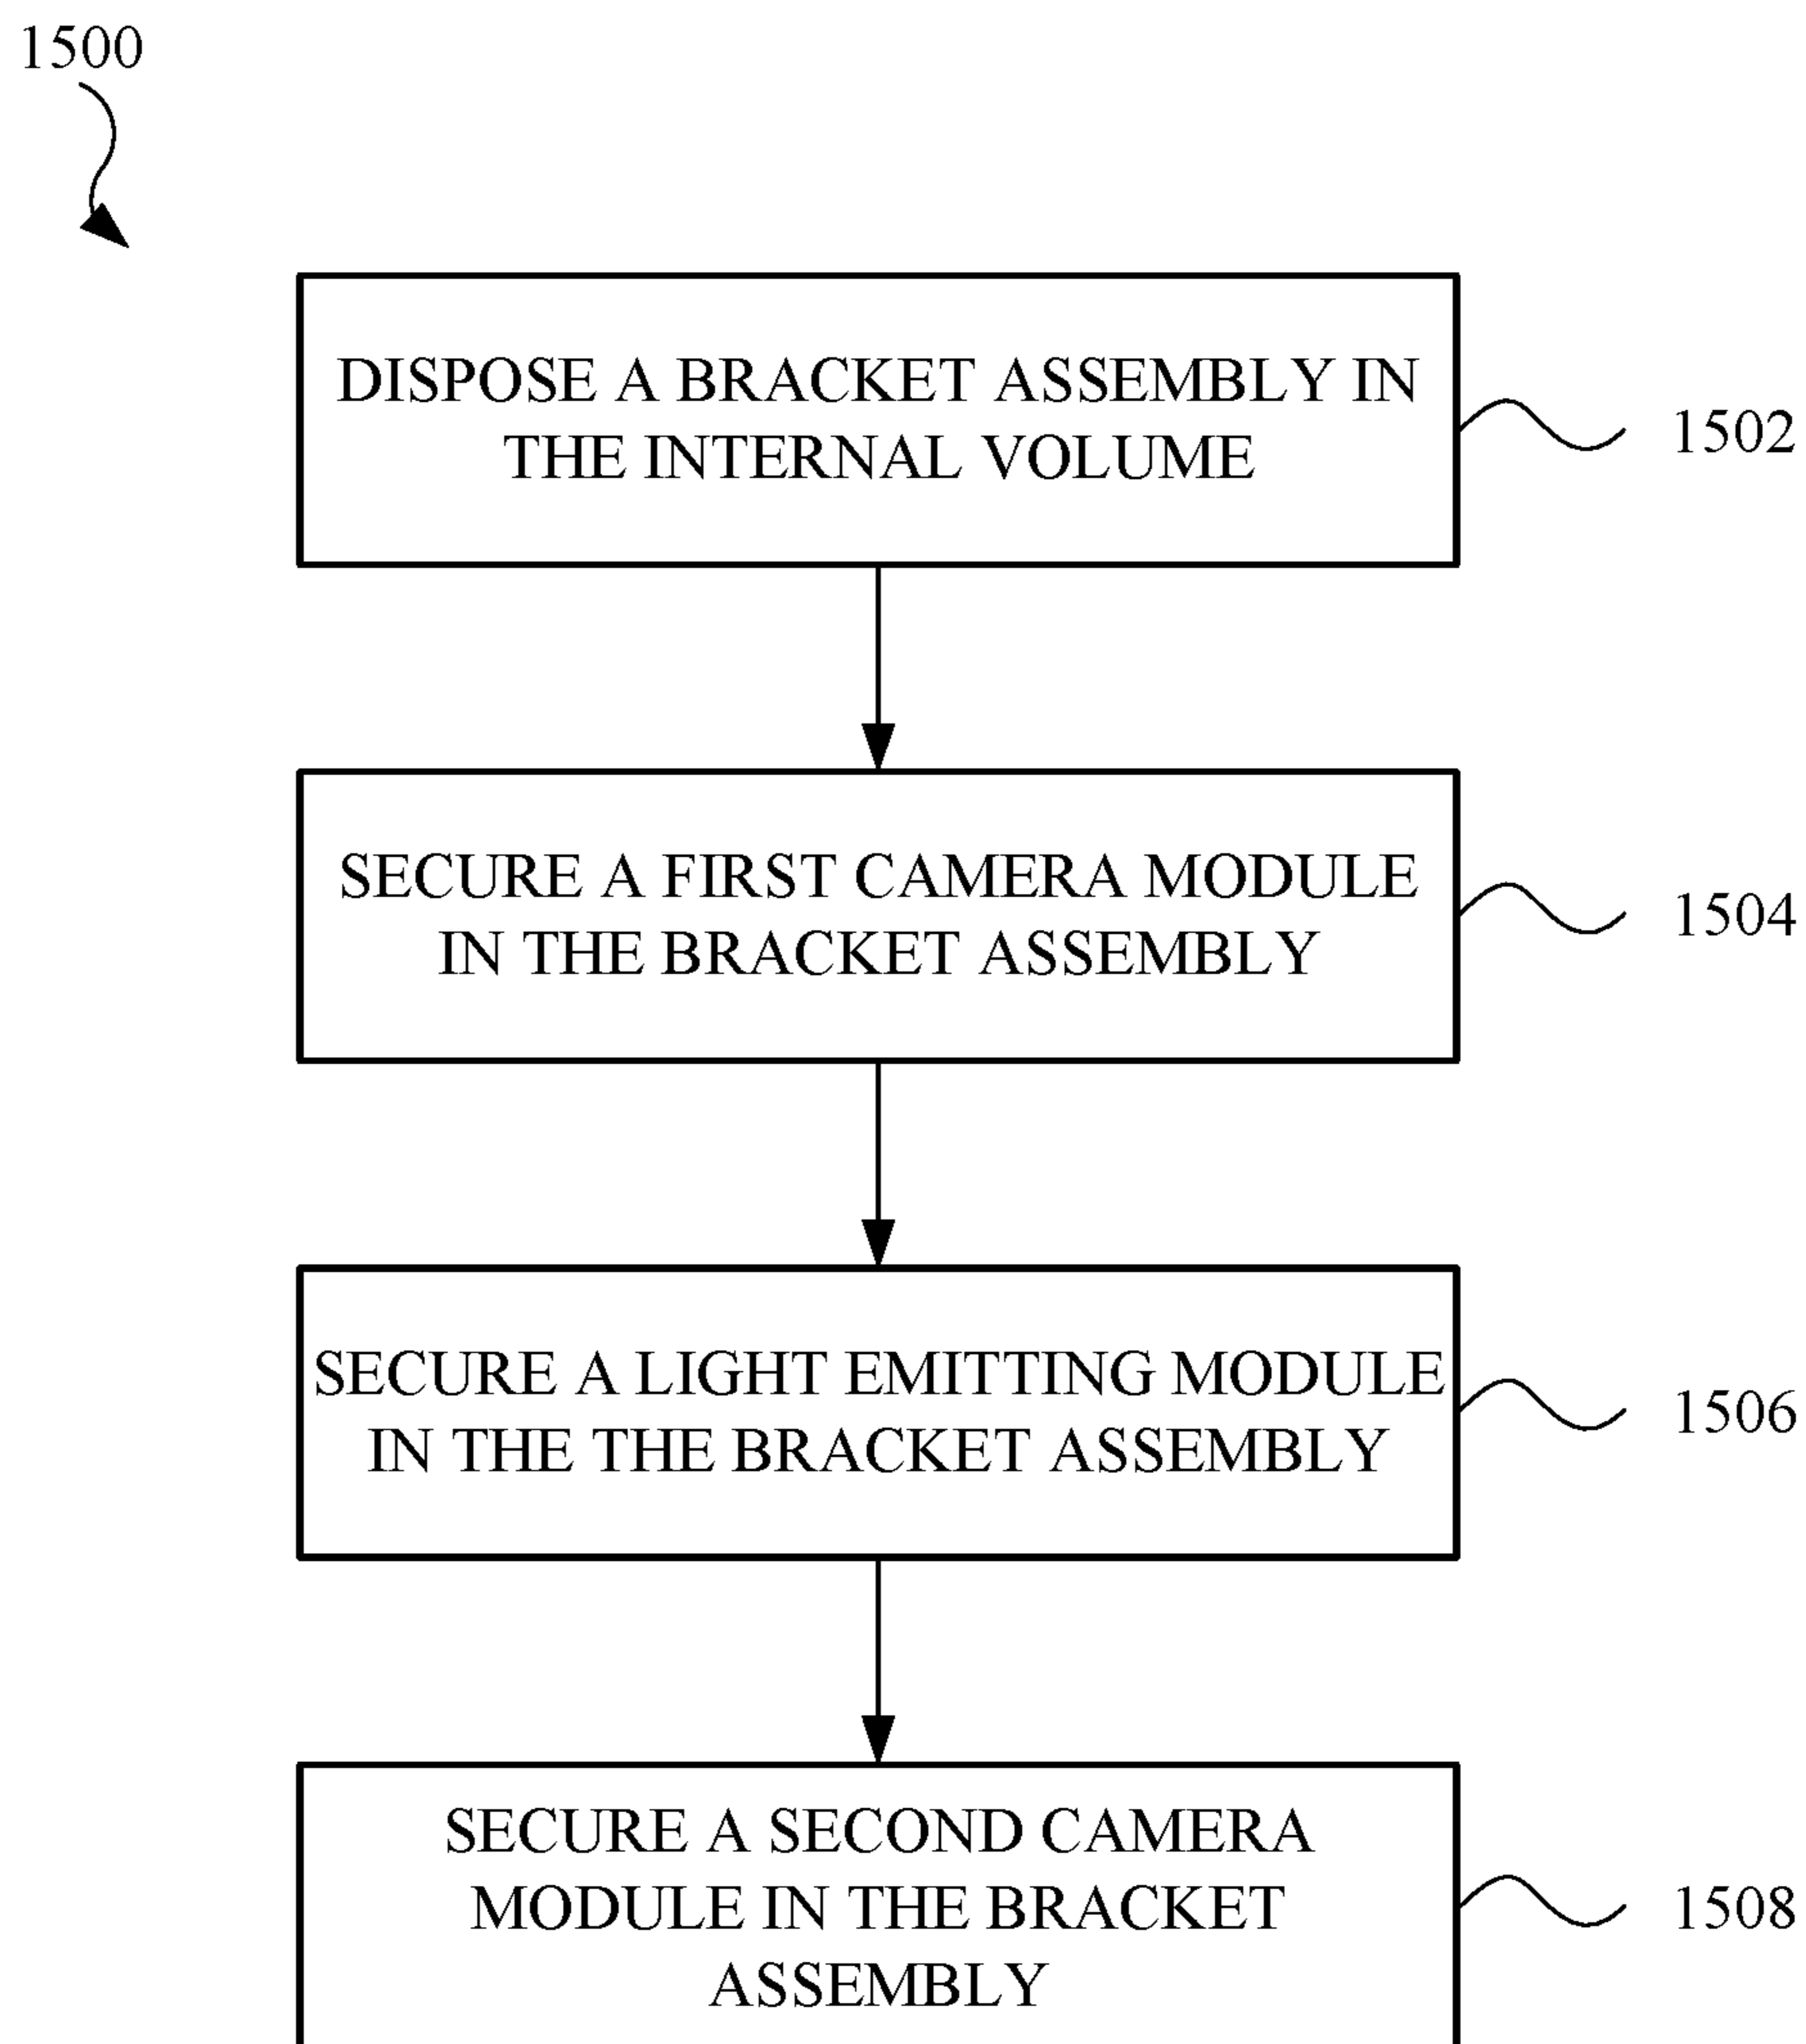 1500
DISPOSE A BRACKET ASSEMBLY IN
THE INTERNAL VOLUME
1502
SECURE A FIRST CAMERA MODULE
IN THE BRACKET ASSEMBLY
1504
SECURE A LIGHT EMITTING MODULE
IN THE THE BRACKET ASSEMBLY
1506
SECURE A SECOND CAMERA
MODULE IN THE BRACKET
ASSEMBLY
1508